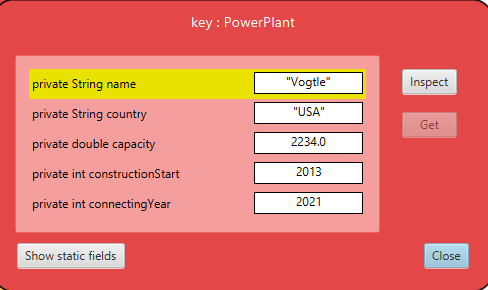 key : PowerPlant
private String name "Vogtle"
Inspect
private String country "USA"
Get
private double capacity 2234.0
private int constructionStart 2013
private int connectingYear 2021
Show static fields
Close